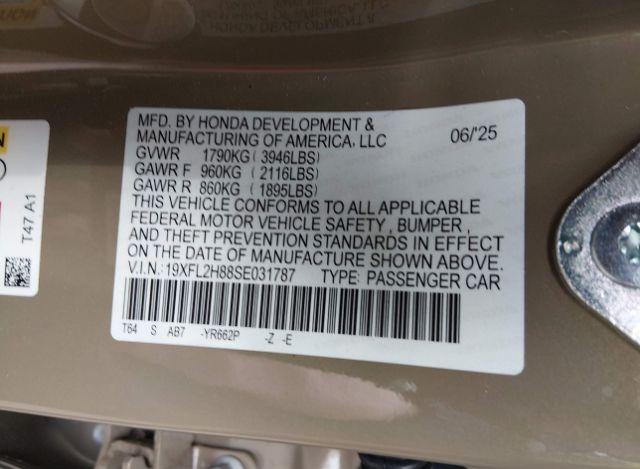 MFD. BY HONDA DEVELOPMENT &
MANUFACTURING OF AMERICA, LLC 06/'25
GVWR 1790KG ( 3946LBS)
GAWR F 960KG ( 2116LBS)
GAWR R 860KG ( 1895LBS)
THIS VEHICLE CONFORMS TO ALL APPLICABLE
FEDERAL MOTOR VEHICLE SAFETY , BUMPER ,
AND THEFT PREVENTION STANDARDS IN EFFECT
ON THE DATE OF MANUFACTURE SHOWN ABOVE.
V.I.N.:19XFL2H88SE031787 TYPE: PASSENGER CAR
T64 S AB7 -YR662P -Z -E
T47 A1